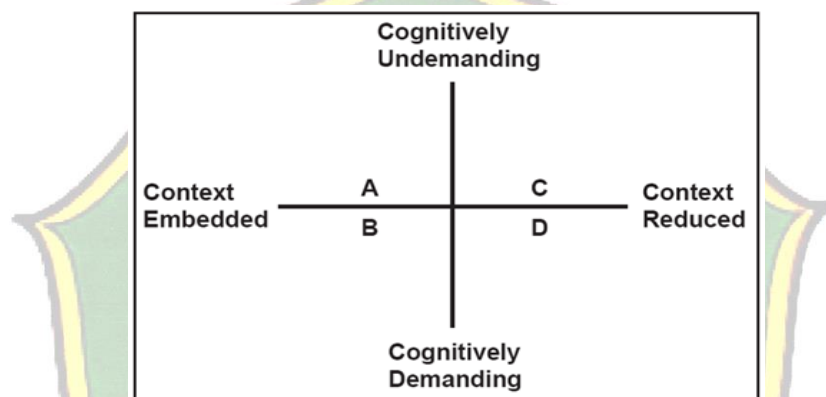 Cognitively
Undemanding
Context
Embedded
A
C
Context
Reduced
B
D
Cognitively
Demanding